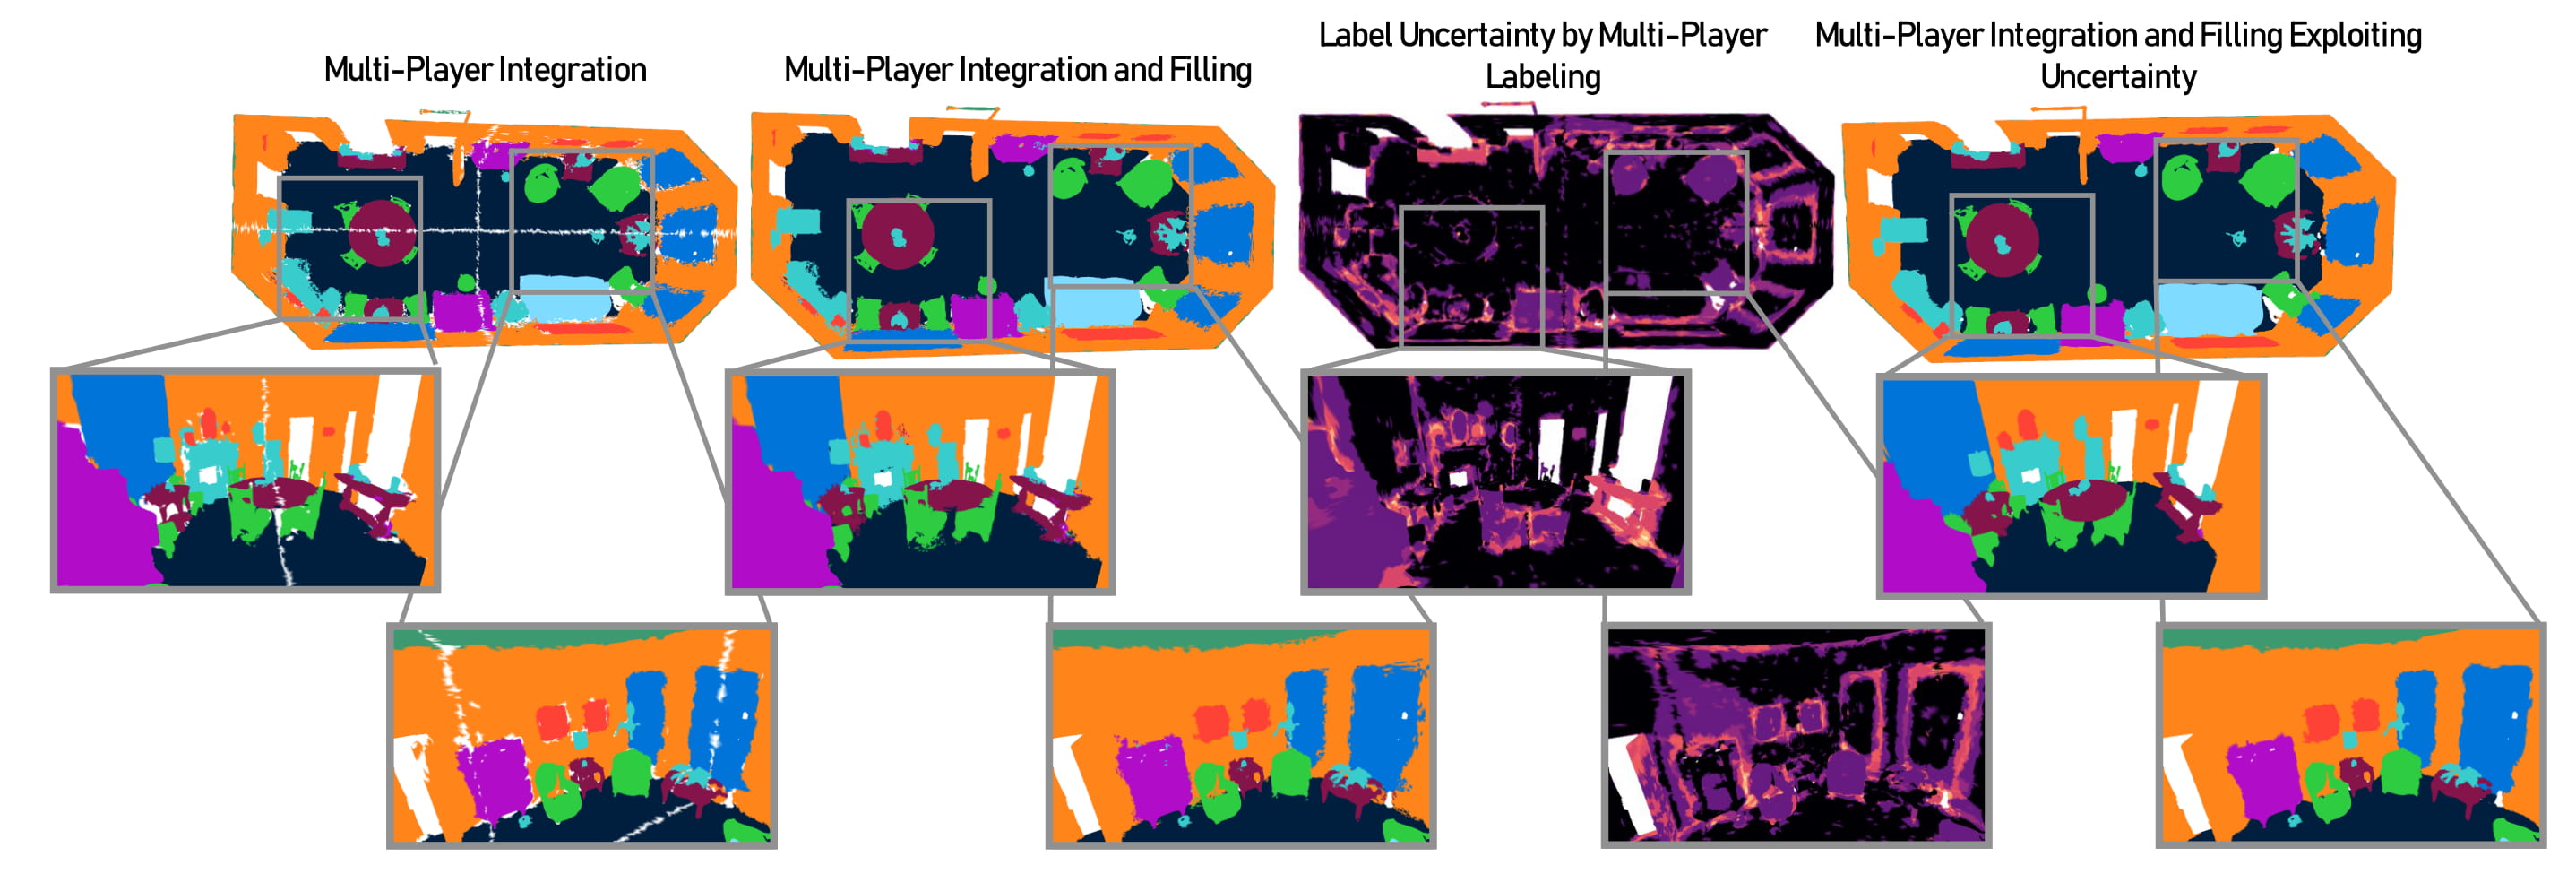 Multi-Player Integration
Multi-Player Integration and Filling
Label Uncertainty by Multi-Player
Labeling
Multi-Player Integration and Filling Exploiting
Uncertainty